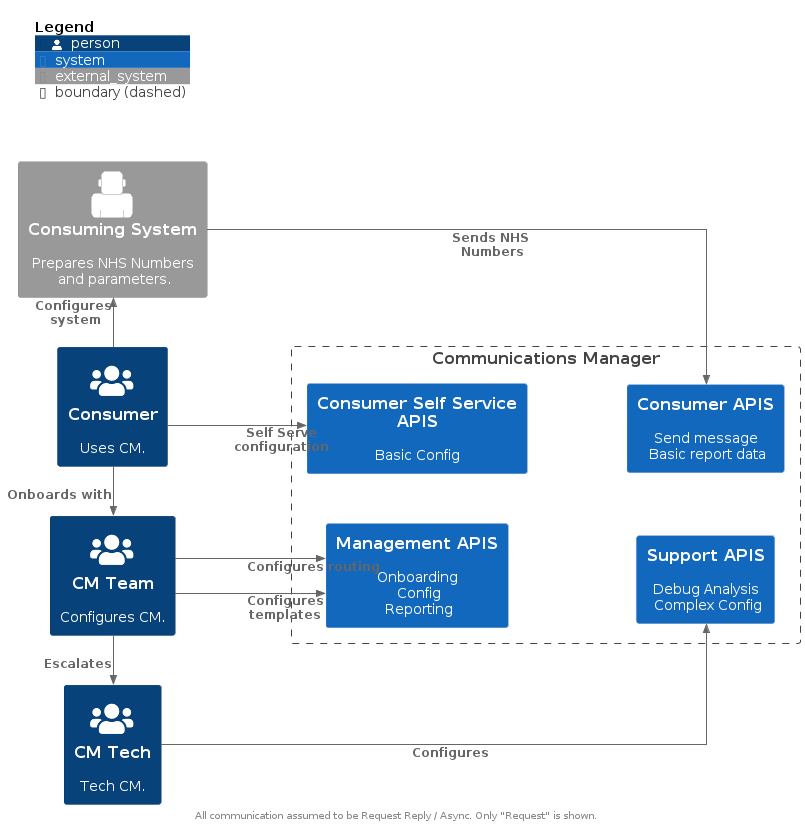 Legend
person
system
external_system
boundary (dashed)
Consuming System
Prepares NHS Numbers
and parameters.
Sends NHS
Numbers
Configures
system
Communications Manager
Consumer
Uses CM.
Self Serve
configuration
Consumer Self Service
APIS
Basic Config
Consumer APIS
Send message
Basic report data
Onboards with
CM Team
Configures CM.
Configures routing
Configures
templates
Management APIS
Onboarding
Config
Reporting
Support APIS
Debug Analysis
Complex Config
Escalates
CM Tech
Tech CM.
Configures
All communication assumed to be Request Reply / Async. Only "Request" is shown.